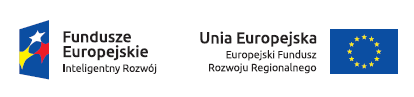 Fundusze
Europejskie
Inteligentny Rozwój
Unia Europejska
Europejski Fundusz
Rozwoju Regionalnego